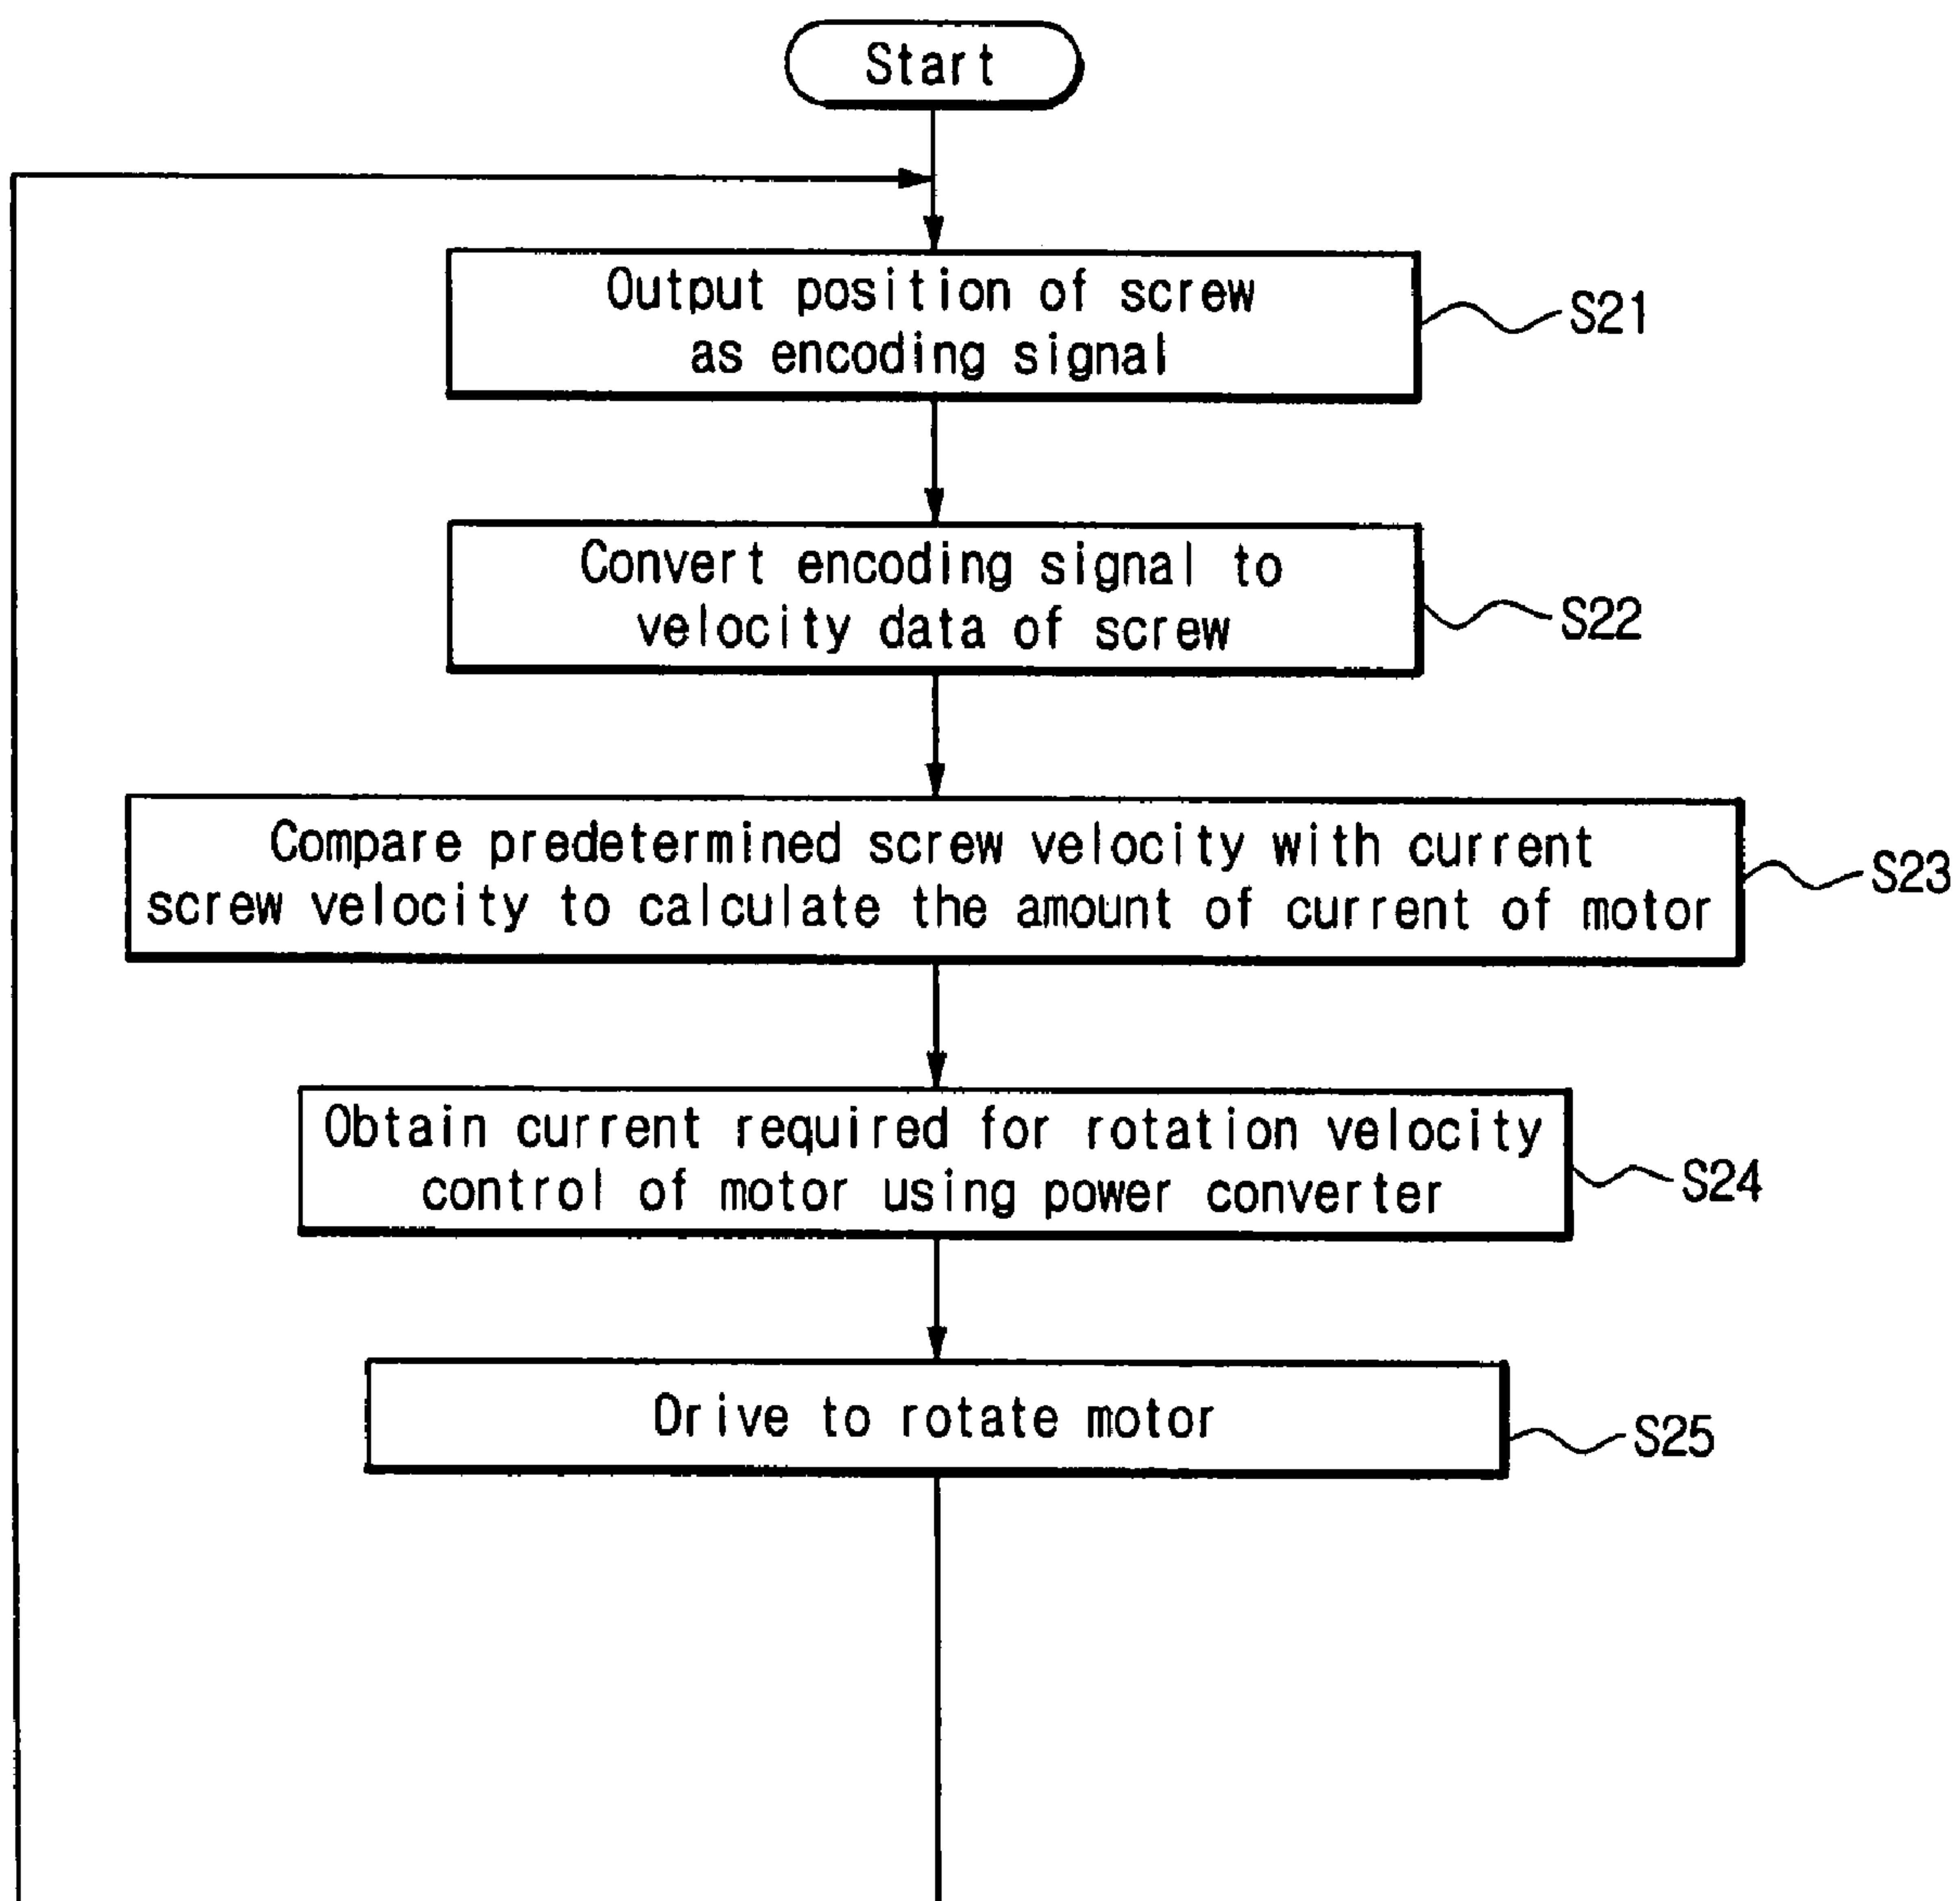 Start
Output position of screw
as encoding signal
S21
Convert encoding signal to
velocity data of screw
S22
Compare predetermined screw velocity with current
screw velocity to calculate the amount of current of motor
S23
Obtain current required for rotation velocity
control of motor using power converter
S24
Drive to rotate motor
S25